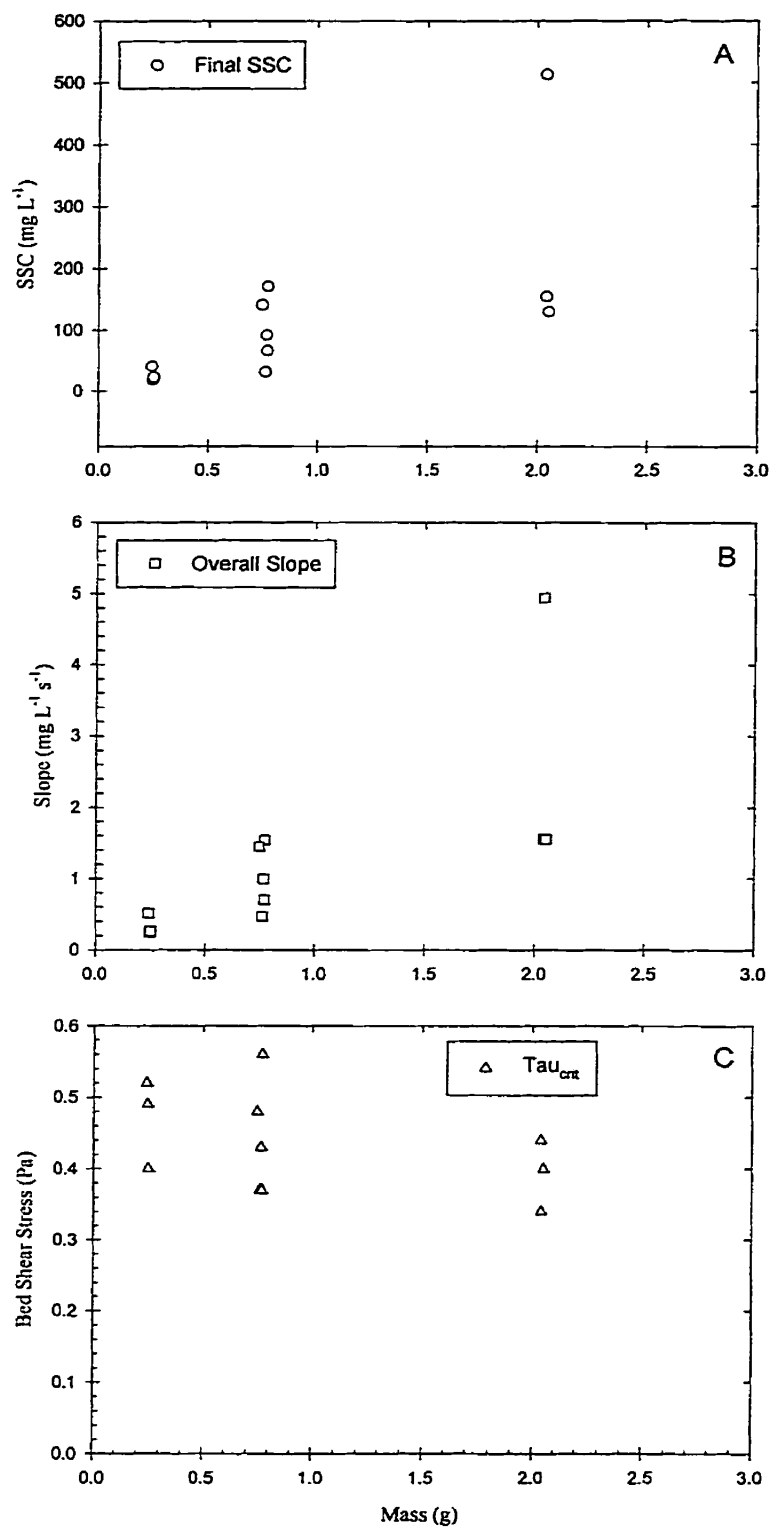 600
500
400
300
200
100
0
SSC (mg L⁻¹)
Final SSC
A
0.0 0.5 1.0 1.5 2.0 2.5 3.0
6
5
4
3
2
1
0
Slope (mg L⁻¹ s⁻¹)
Overall Slope
B
0.0 0.5 1.0 1.5 2.0 2.5 3.0
0.6
0.5
0.4
0.3
0.2
0.1
0.0
Bed Shear Stress (Pa)
Tau crit
C
0.0 0.5 1.0 1.5 2.0 2.5 3.0
Mass (g)